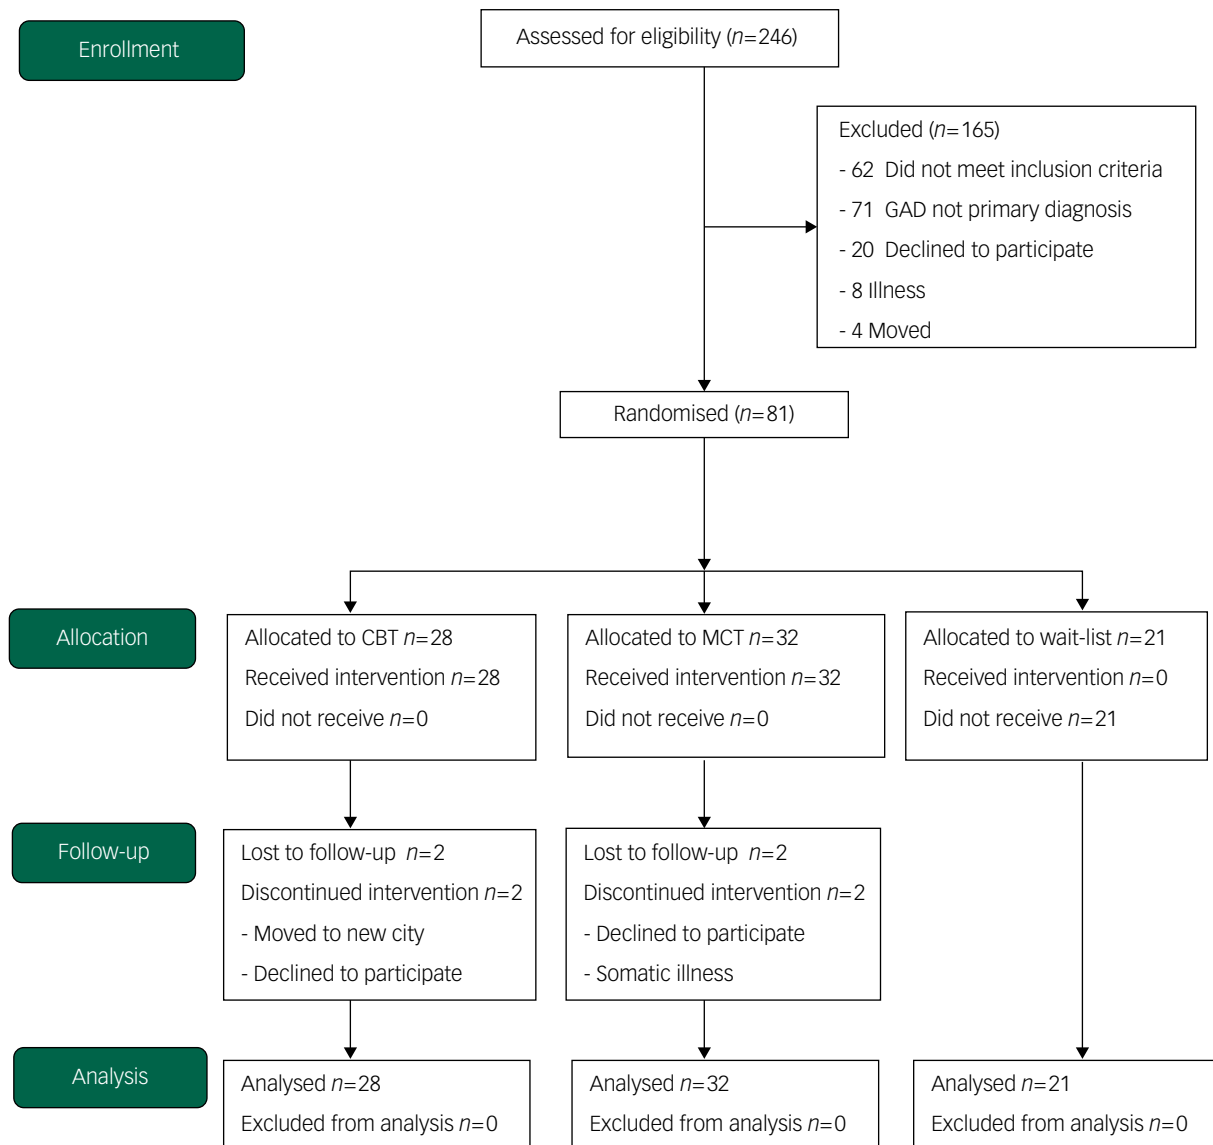 Enrollment
Assessed for eligibility (n=246)
Excluded (n=165)
- 62 Did not meet inclusion criteria
- 71 GAD not primary diagnosis
- 20 Declined to participate
- 8 Illness
- 4 Moved
Randomised (n=81)
Allocation
Allocated to CBT n=28
Received intervention n=28
Did not receive n=0
Allocated to MCT n=32
Received intervention n=32
Did not receive n=0
Allocated to wait-list n=21
Received intervention n=0
Did not receive n=21
Follow-up
Lost to follow-up n=2
Discontinued intervention n=2
- Moved to new city
- Declined to participate
Lost to follow-up n=2
Discontinued intervention n=2
- Declined to participate
- Somatic illness
Analysis
Analysed n=28
Excluded from analysis n=0
Analysed n=32
Excluded from analysis n=0
Analysed n=21
Excluded from analysis n=0